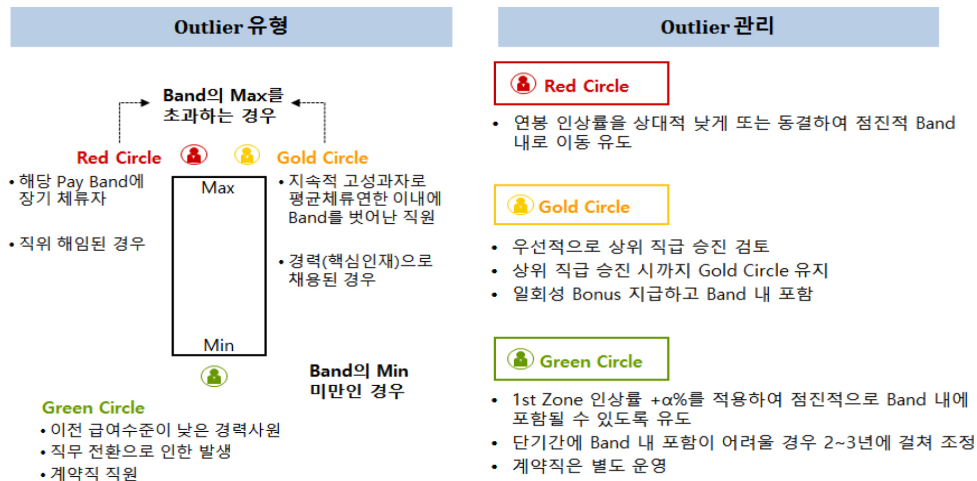 Outlier 유형
Band의 Max를
초과하는 경우
Red Circle
Gold Circle
• 해당 Pay Band에
장기 체류자
• 직위 해임된 경우
Max
Min
• 지속적 고성과자로
평균체류연한 이내에
Band를 벗어난 직원
• 경력(핵심인재)으로
채용된 경우
Band의 Min
미만인 경우
Green Circle
• 이전 급여수준이 낮은 경력사원
• 직무 전환으로 인한 발생
• 계약직 직원
Outlier 관리
Red Circle
• 연봉 인상률을 상대적 낮게 또는 동결하여 점진적 Band
내로 이동 유도
Gold Circle
• 우선적으로 상위 직급 승진 검토
• 상위 직급 승진 시까지 Gold Circle 유지
• 일회성 Bonus 지급하고 Band 내 포함
Green Circle
• 1st Zone 인상률 +α%를 적용하여 점진적으로 Band 내에
포함될 수 있도록 유도
• 단기간에 Band 내 포함이 어려울 경우 2~3년에 걸쳐 조정
• 계약직은 별도 운영